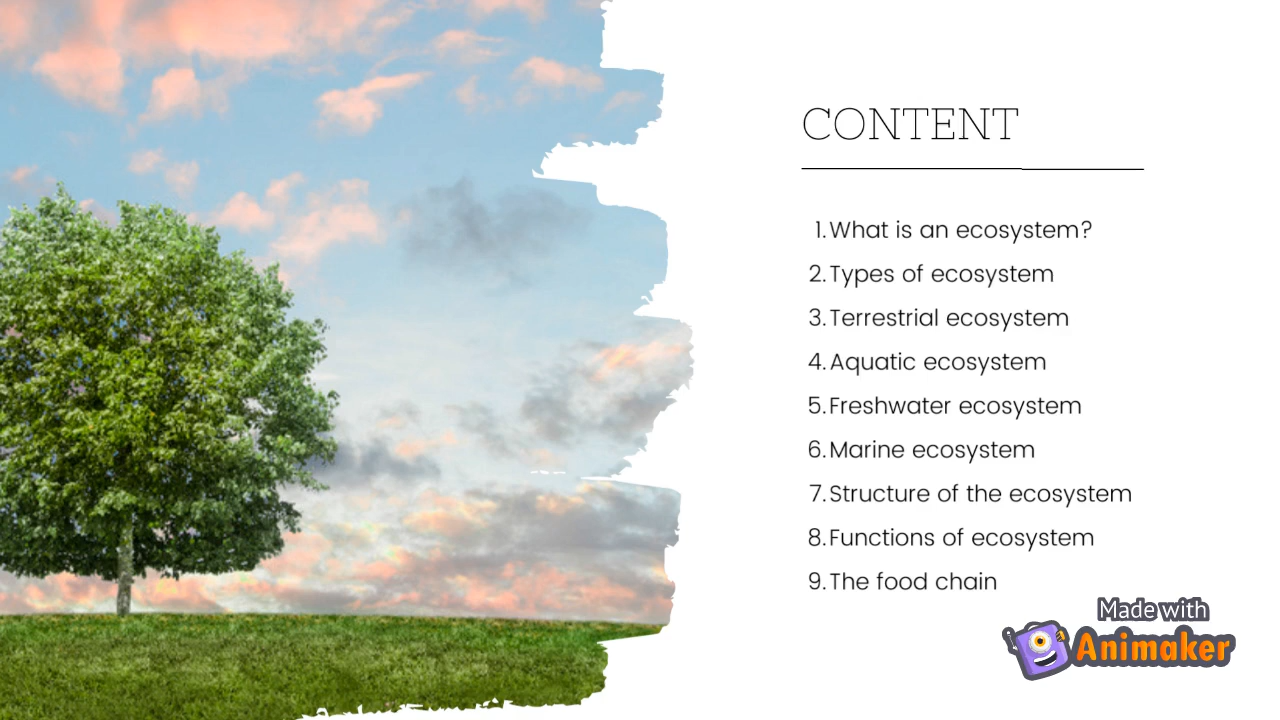 CONTENT
1. What is an ecosystem?
2. Types of ecosystem
3. Terrestrial ecosystem
4. Aquatic ecosystem
5. Freshwater ecosystem
6. Marine ecosystem
7. Structure of the ecosystem
8. Functions of ecosystem
9. The food chain
Made with
Animaker